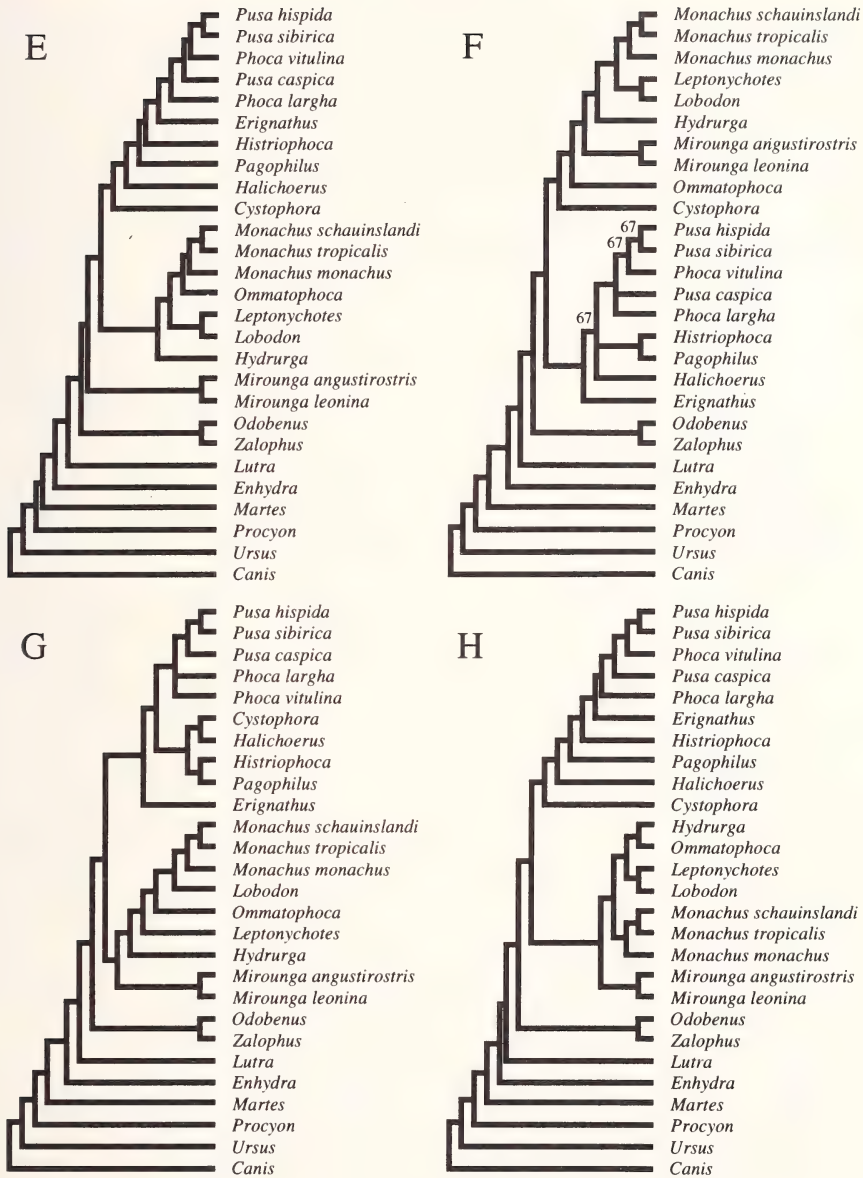 E
Pusa hispida
Pusa sibirica
Phoca vitulina
Pusa caspica
Phoca largha
Erignathus
Histriophoca
Pagophilus
Halichoerus
Cystophora
Monachus schauinslandi
Monachus tropicalis
Monachus monachus
Ommatophoca
Leptonychotes
Lobodon
Hydrurga
Mirounga angustirostris
Mirounga leonina
Odobenus
Zalophus
Lutra
Enhydra
Martes
Procyon
Ursus
Canis
F
Monachus schauinslandi
Monachus tropicalis
Monachus monachus
Leptonychotes
Lobodon
Hydrurga
Mirounga angustirostris
Mirounga leonina
Ommatophoca
Cystophora
67
Pusa hispida
67
Pusa sibirica
Phoca vitulina
Pusa caspica
67
Phoca largha
Histriophoca
Pagophilus
Halichoerus
Erignathus
Odobenus
Zalophus
Lutra
Enhydra
Martes
Procyon
Ursus
Canis
G
Pusa hispida
Pusa sibirica
Pusa caspica
Phoca largha
Phoca vitulina
Cystophora
Halichoerus
Histriophoca
Pagophilus
Erignathus
Monachus schauinslandi
Monachus tropicalis
Monachus monachus
Lobodon
Ommatophoca
Leptonychotes
Hydrurga
Mirounga angustirostris
Mirounga leonina
Odobenus
Zalophus
Lutra
Enhydra
Martes
Procyon
Ursus
Canis
H
Pusa hispida
Pusa sibirica
Phoca vitulina
Pusa caspica
Phoca largha
Erignathus
Histriophoca
Pagophilus
Halichoerus
Cystophora
Hydrurga
Ommatophoca
Leptonychotes
Lobodon
Monachus schauinslandi
Monachus tropicalis
Monachus monachus
Mirounga angustirostris
Mirounga leonina
Odobenus
Zalophus
Lutra
Enhydra
Martes
Procyon
Ursus
Canis